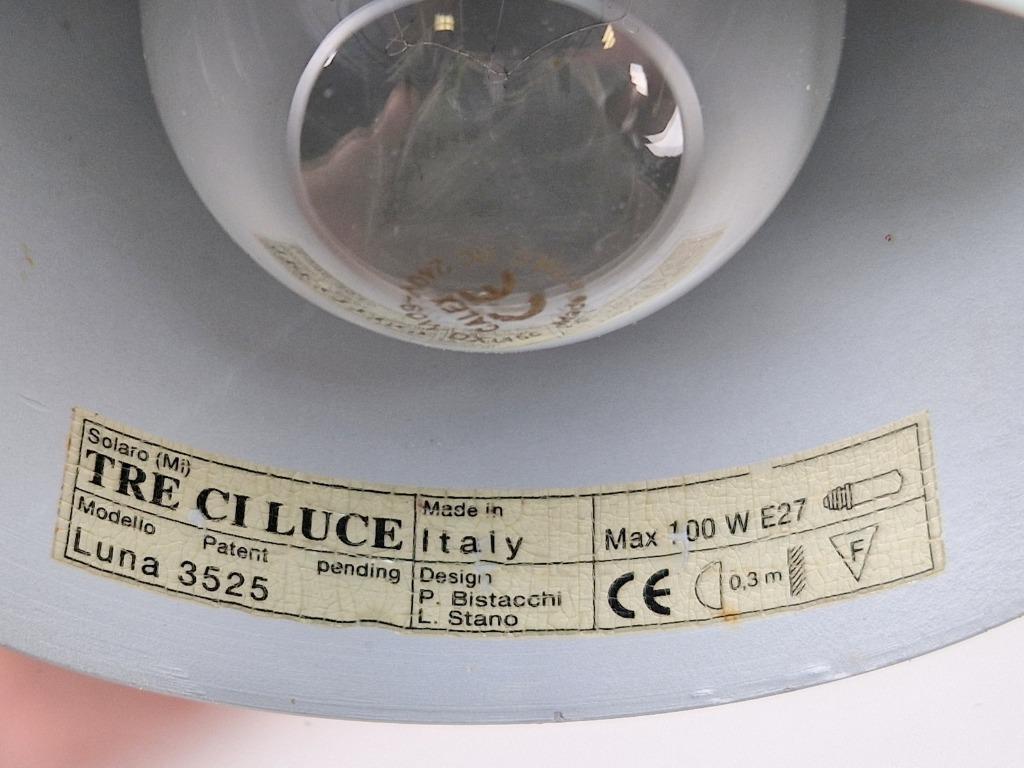 Solaro (Mi)
TRE CI LUCE
Modello
Patent pending
Luna 3525
Made in
Italy
Design
P. Bistacchi
L. Stano
Max 100 W E27
CE 0,3 m F
CALEX